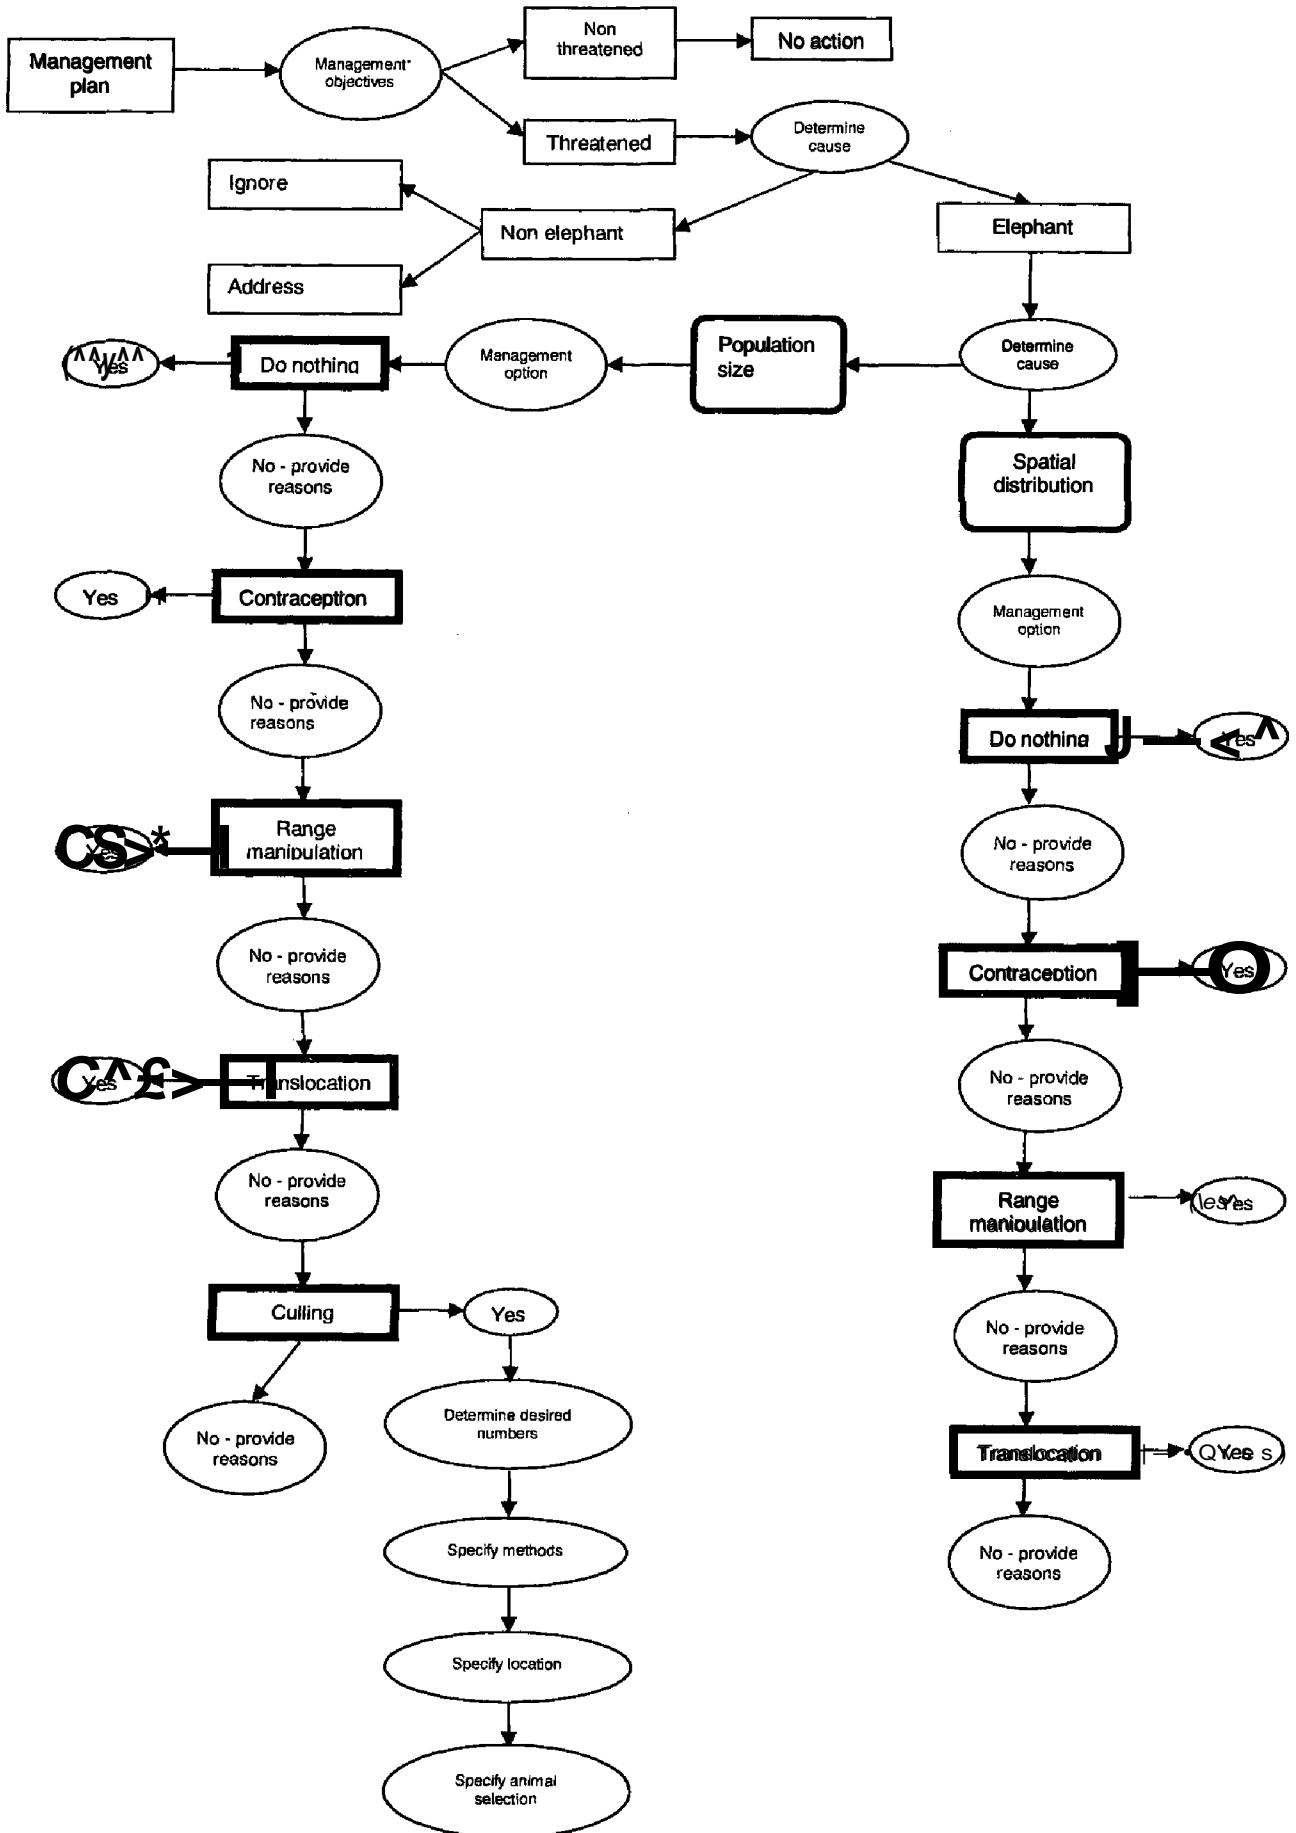 Management
plan
Management
objectives
Non
threatened
No action
Threatened
Determine
cause
Ignore
Non elephant
Elephant
Address
Yes
Do nothing
Management
option
Population
size
Determine
cause
No - provide
reasons
Spatial
distribution
Yes
Contraception
Management
option
No - provide
reasons
Do nothing
Yes
Yes
Range
manipulation
No - provide
reasons
No - provide
reasons
Contraception
Yes
Yes
Translocation
No - provide
reasons
No - provide
reasons
Range
manipulation
Yes
Culling
Yes
No - provide
reasons
Determine desired
numbers
No - provide
reasons
Translocation
Yes
Specify methods
No - provide
reasons
Specify location
Specify animal
selection